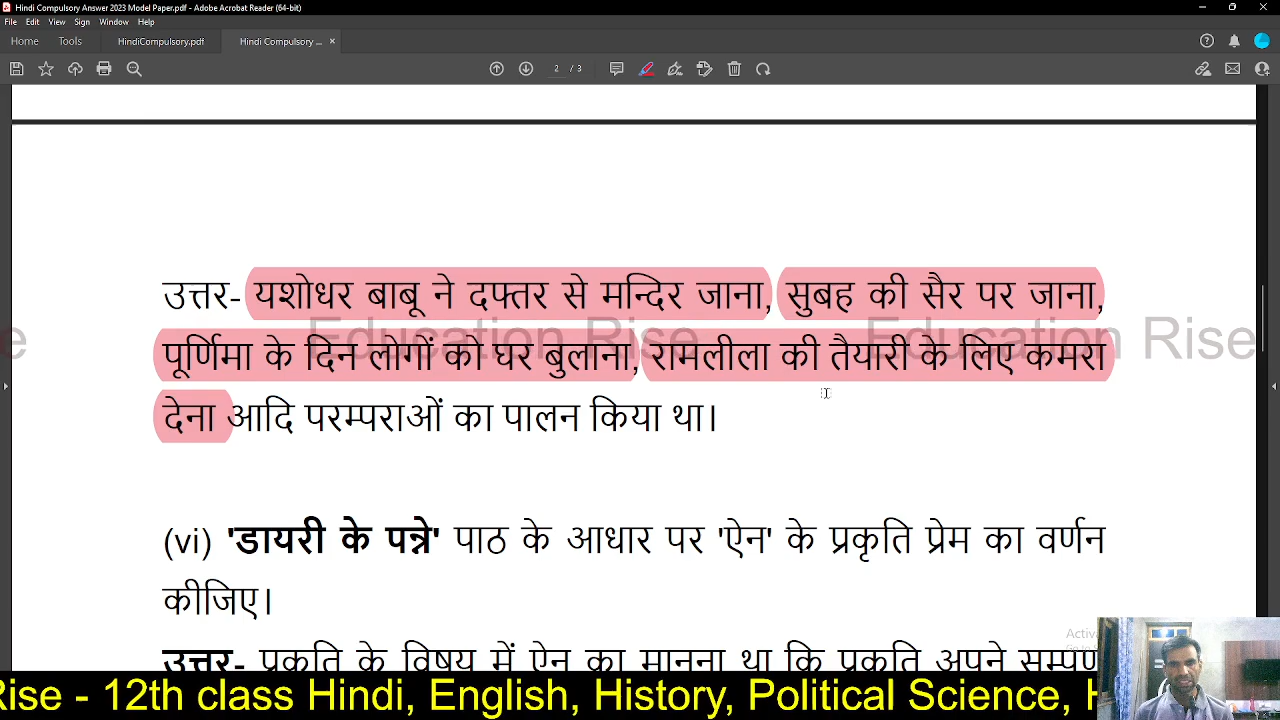 Hindi Compulsory Answer 2023 Model Paper.pdf - Adobe Acrobat Reader (64-bit)
File Edit View Sign Window Help
Home Tools HindiCompulsory.pdf Hindi Compulsory ... ×
2 / 3
Education Rise Education Rise
उत्तर- यशोधर बाबू ने दफ्तर से मन्दिर जाना, सुबह की सैर पर जाना,
पूर्णिमा के दिन लोगों को घर बुलाना, रामलीला की तैयारी के लिए कमरा
देना आदि परम्पराओं का पालन किया था।
(vi) 'डायरी के पन्ने' पाठ के आधार पर 'ऐन' के प्रकृति प्रेम का वर्णन
कीजिए।
उत्तर- प्रकृति के विषय में ऐन का मानना था कि प्रकृति अपने
Rise - 12th class Hindi, English, History, Political Science,